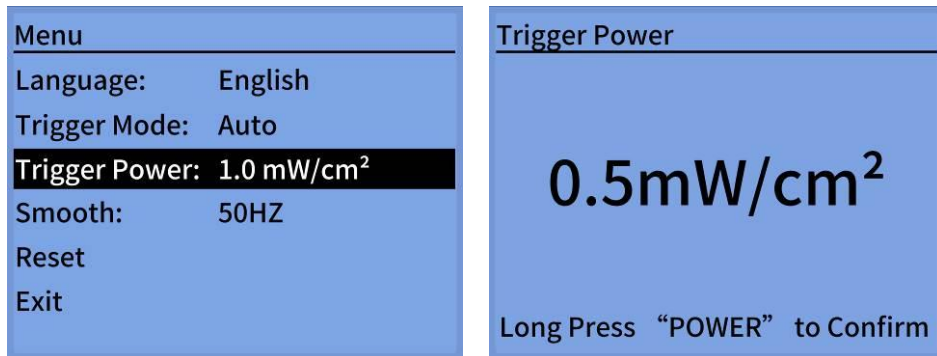 Menu
Language: English
Trigger Mode: Auto
Trigger Power: 1.0 mW/cm²
Smooth: 50HZ
Reset
Exit
Trigger Power
0.5mW/cm²
Long Press “POWER” to Confirm